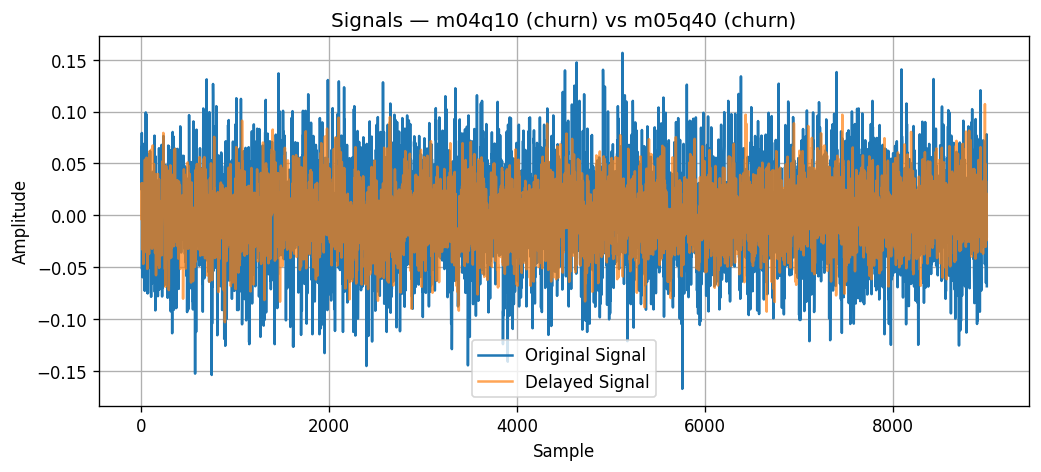 Signals — m04q10 (churn) vs m05q40 (churn)
0.15
0.10
0.05
0.00
−0.05
−0.10
−0.15
Amplitude
Original Signal
Delayed Signal
0
2000
4000
6000
8000
Sample